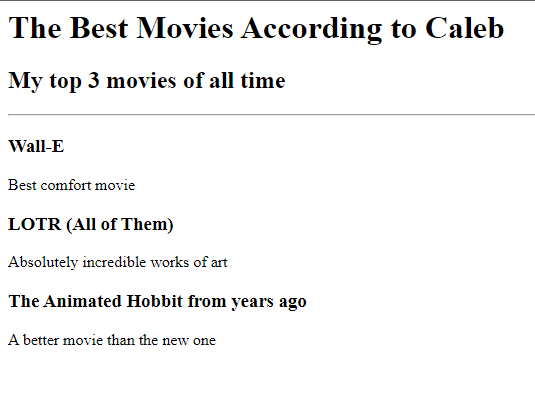 The Best Movies According to Caleb
My top 3 movies of all time
Wall-E
Best comfort movie
LOTR (All of Them)
Absolutely incredible works of art
The Animated Hobbit from years ago
A better movie than the new one